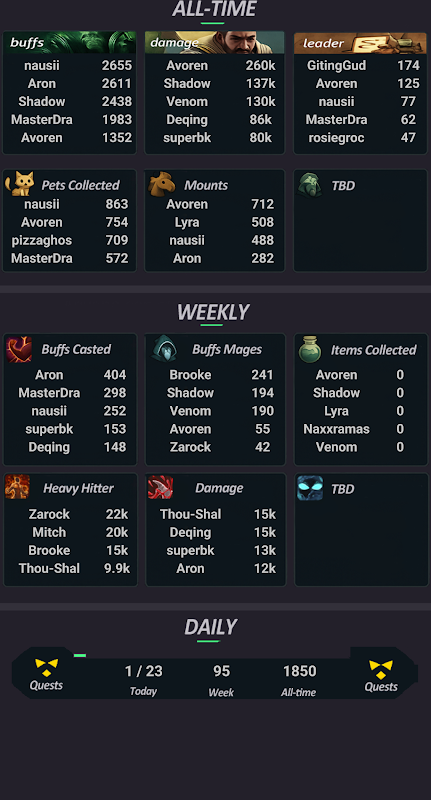 ALL-TIME
buffs damage leader
nausii 2655 Avoren 260k GitingGud 174
Aron 2611 Shadow 137k Avoren 125
Shadow 2438 Venom 130k nausii 77
MasterDra 1983 Deqing 86k MasterDra 62
Avoren 1352 superbk 80k rosiegroc 47
Pets Collected Mounts TBD
nausii 863 Avoren 712
Avoren 754 Lyra 508
pizzaghos 709 nausii 488
MasterDra 572 Aron 282
WEEKLY
Buffs Casted Buffs Mages Items Collected
Aron 404 Brooke 241 Avoren 0
MasterDra 298 Shadow 194 Shadow 0
nausii 252 Venom 190 Lyra 0
superbk 153 Avoren 55 Naxxramas 0
Deqing 148 Zarock 42 Venom 0
Heavy Hitter Damage TBD
Zarock 22k Thou-Shal 15k
Mitch 20k Deqing 15k
Brooke 15k superbk 13k
Thou-Shal 9.9k Aron 12k
DAILY
1 / 23 95 1850
Quests Today Week All-time Quests